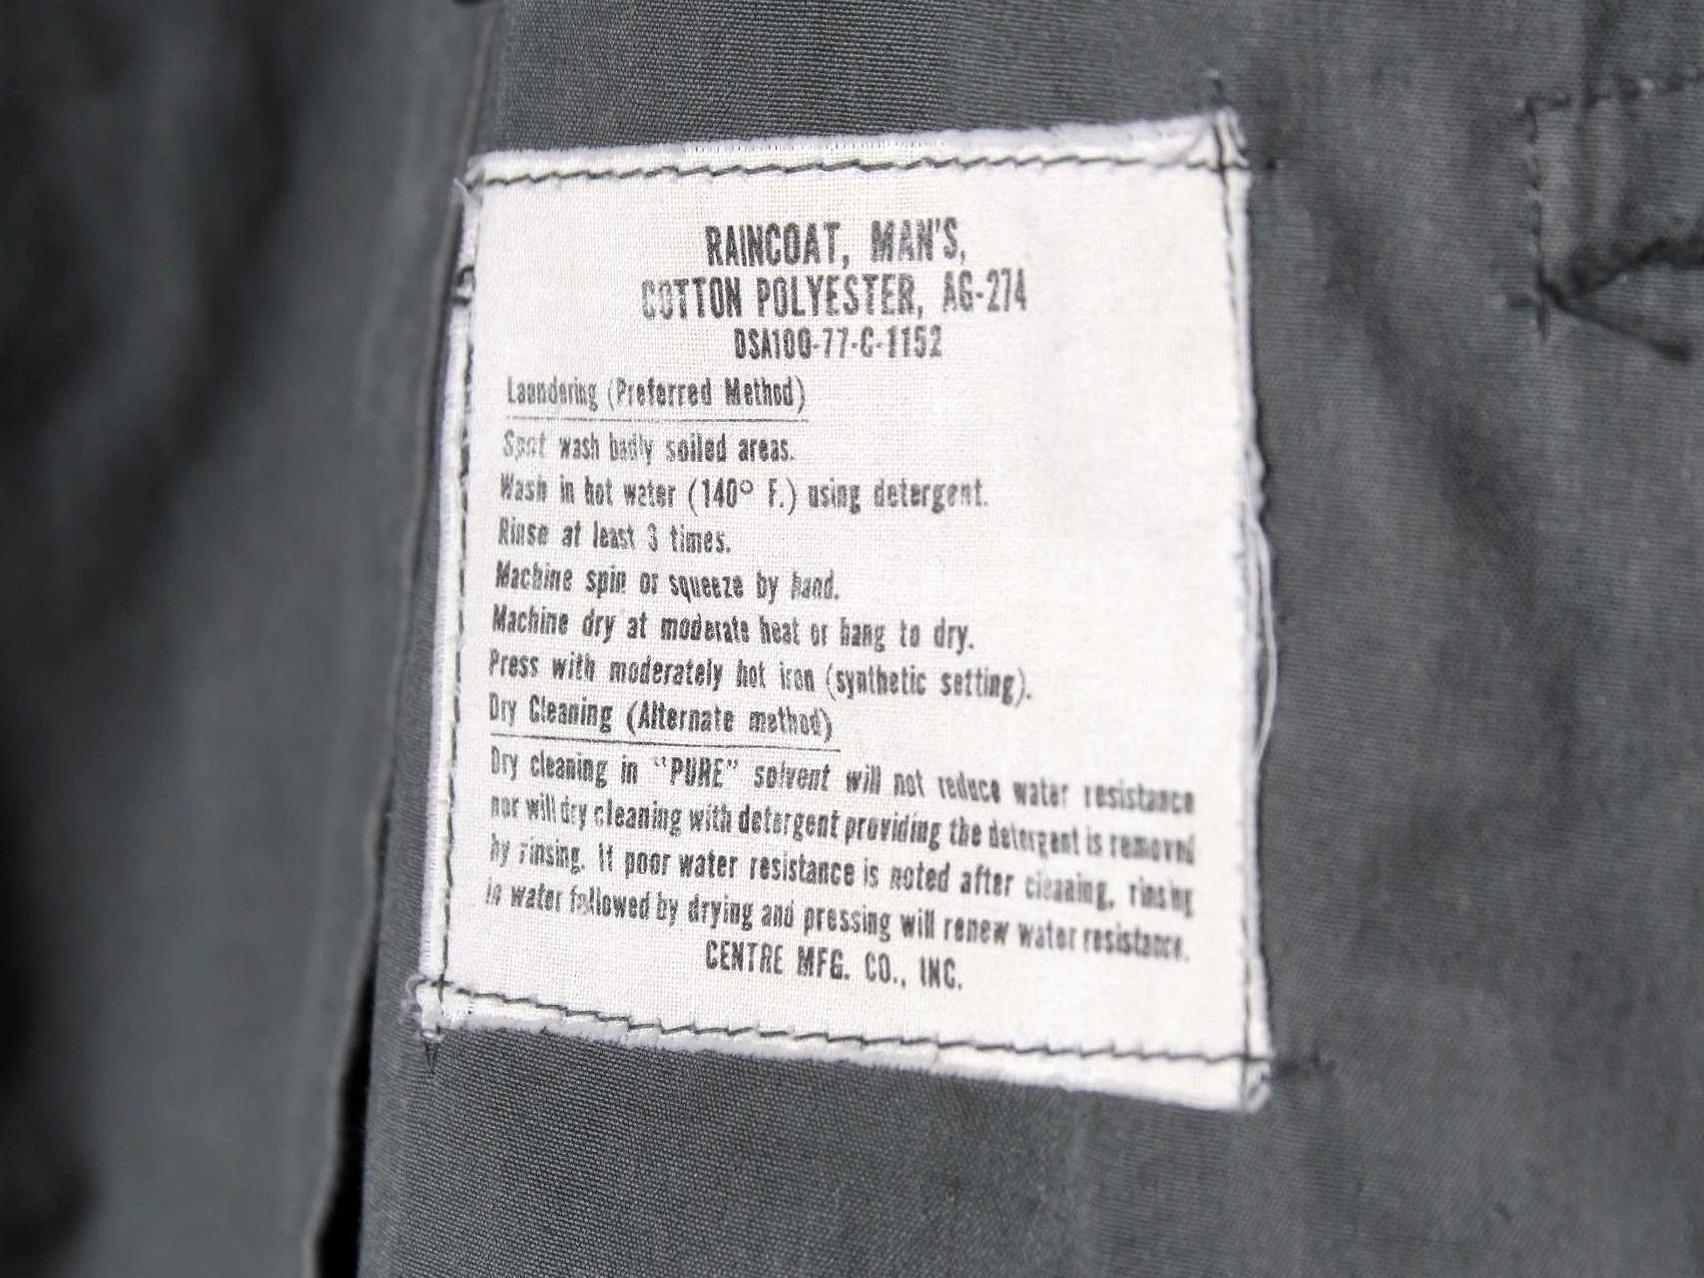 RAINCOAT, MAN'S,
COTTON POLYESTER, AG-274
DSA100-77-C-1152
Laundering (Preferred Method)
Spot wash badly soiled areas.
Wash in hot water (140° F.) using detergent.
Rinse at least 3 times.
Machine spin or squeeze by hand.
Machine dry at moderate heat or hang to dry.
Press with moderately hot iron (synthetic setting).
Dry Cleaning (Alternate method)
Dry cleaning in "PURE" solvent will not reduce water resistance
nor will dry cleaning with detergent providing the detergent is removed
by rinsing. If poor water resistance is noted after cleaning, rinsing
in water followed by drying and pressing will renew water resistance.
CENTRE MFG. CO., INC.